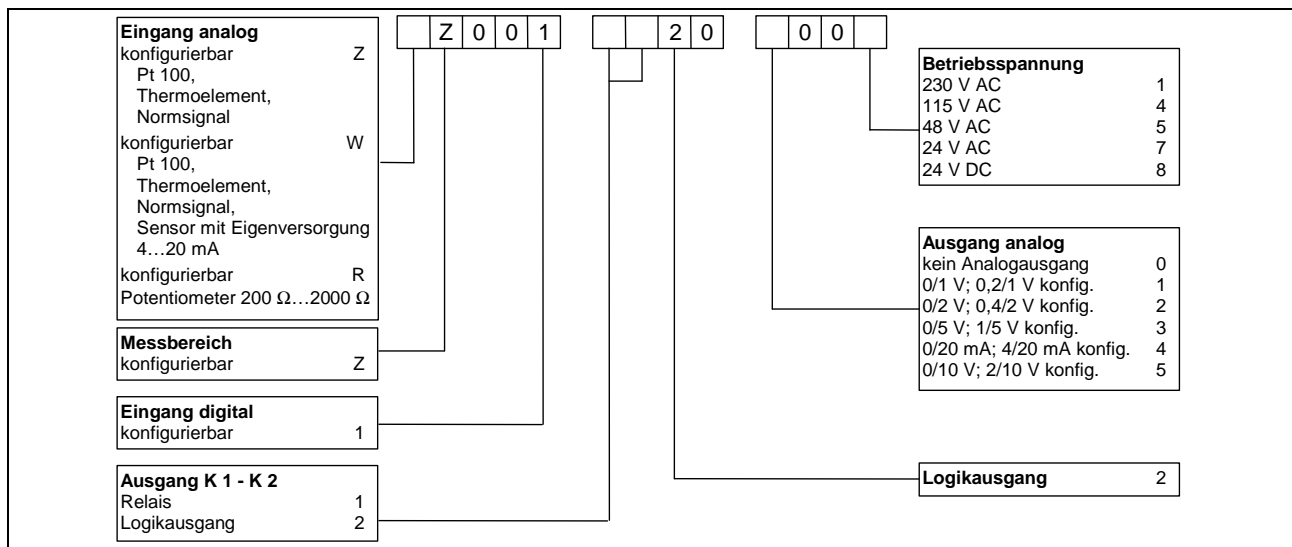 Z 0 0 1 2 0 0 0
Eingang analog
konfigurierbar Z
Pt 100,
Thermoelement,
Normsignal
konfigurierbar W
Pt 100,
Thermoelement,
Normsignal,
Sensor mit Eigenversorgung
4…20 mA
konfigurierbar R
Potentiometer 200 Ω…2000 Ω
Messbereich
konfigurierbar Z
Eingang digital
konfigurierbar 1
Ausgang K 1 - K 2
Relais 1
Logikausgang 2
Betriebsspannung
230 V AC 1
115 V AC 4
48 V AC 5
24 V AC 7
24 V DC 8
Ausgang analog
kein Analogausgang 0
0/1 V; 0,2/1 V konfig. 1
0/2 V; 0,4/2 V konfig. 2
0/5 V; 1/5 V konfig. 3
0/20 mA; 4/20 mA konfig. 4
0/10 V; 2/10 V konfig. 5
Logikausgang 2